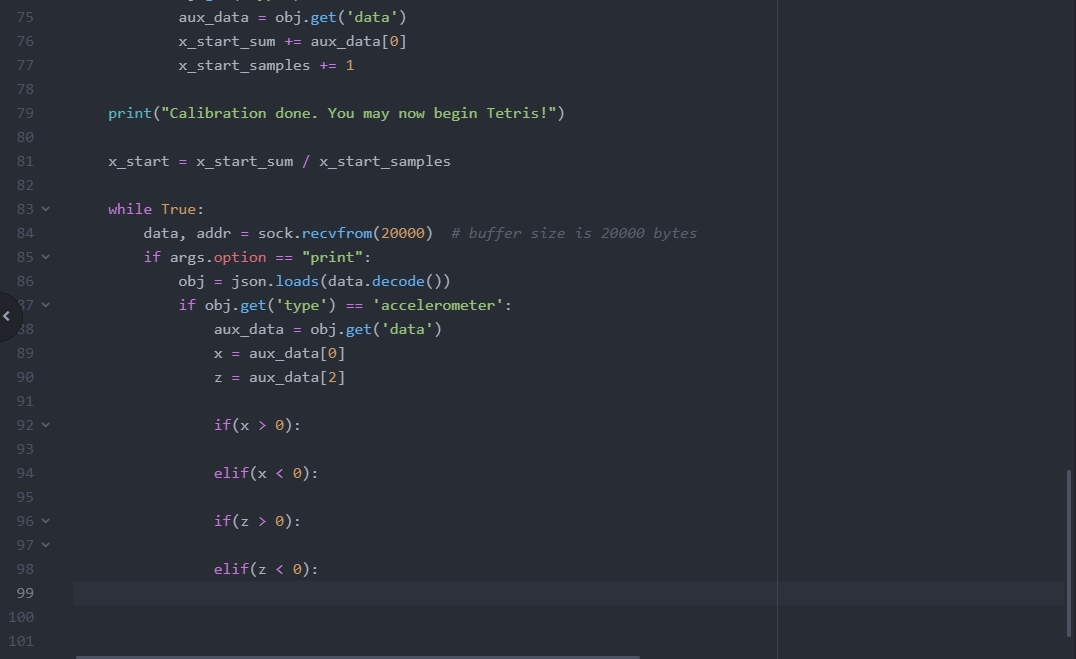 75 aux_data = obj.get('data')
76 x_start_sum += aux_data[0]
77 x_start_samples += 1
78
79 print("Calibration done. You may now begin Tetris!")
80
81 x_start = x_start_sum / x_start_samples
82
83 while True:
84 data, addr = sock.recvfrom(20000)  # buffer size is 20000 bytes
85 if args.option == "print":
86 obj = json.loads(data.decode())
87 if obj.get('type') == 'accelerometer':
88 aux_data = obj.get('data')
89 x = aux_data[0]
90 z = aux_data[2]
91
92 if(x > 0):
93
94 elif(x < 0):
95
96 if(z > 0):
97
98 elif(z < 0):
99
100
101